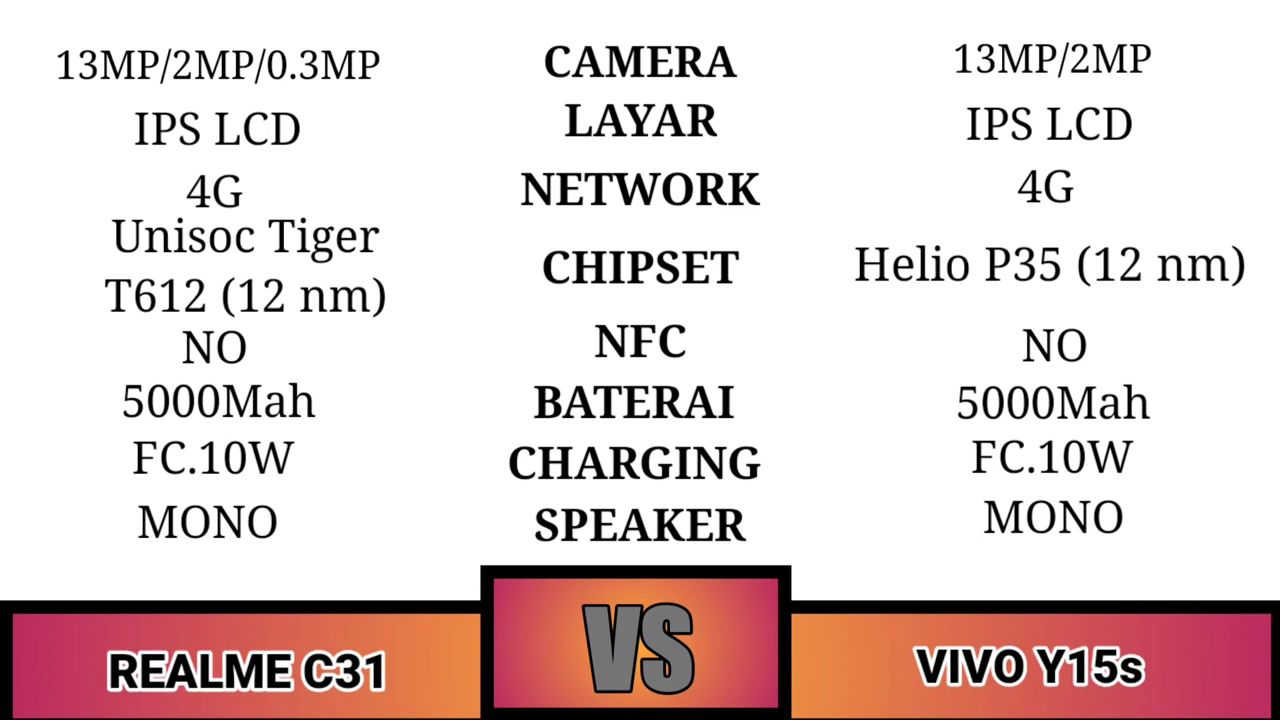 13MP/2MP/0.3MP CAMERA 13MP/2MP
IPS LCD LAYAR IPS LCD
4G NETWORK 4G
Unisoc Tiger
T612 (12 nm) CHIPSET Helio P35 (12 nm)
NO NFC NO
5000Mah BATERAI 5000Mah
FC.10W CHARGING FC.10W
MONO SPEAKER MONO
REALME C31 VS VIVO Y15s